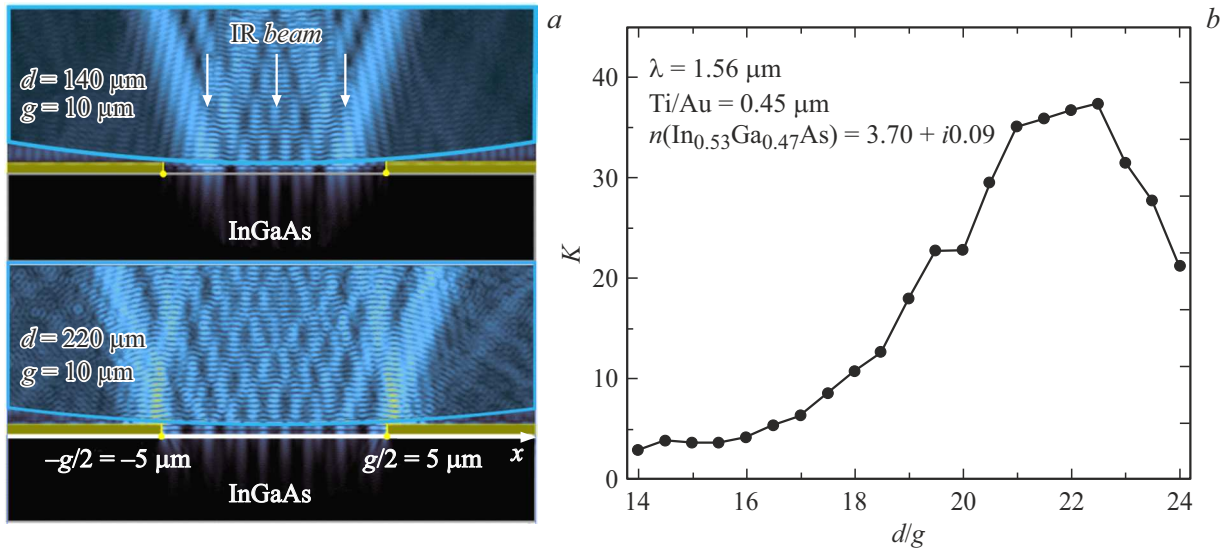 a
IR beam
d = 140 μm
g = 10 μm
InGaAs
d = 220 μm
g = 10 μm
–g/2 = –5 μm
g/2 = 5 μm
x
InGaAs
b
λ = 1.56 μm
Ti/Au = 0.45 μm
n(In₀.₅₃Ga₀.₄₇As) = 3.70 + i0.09
40
30
20
10
0
K
14
16
18
20
22
24
d/g